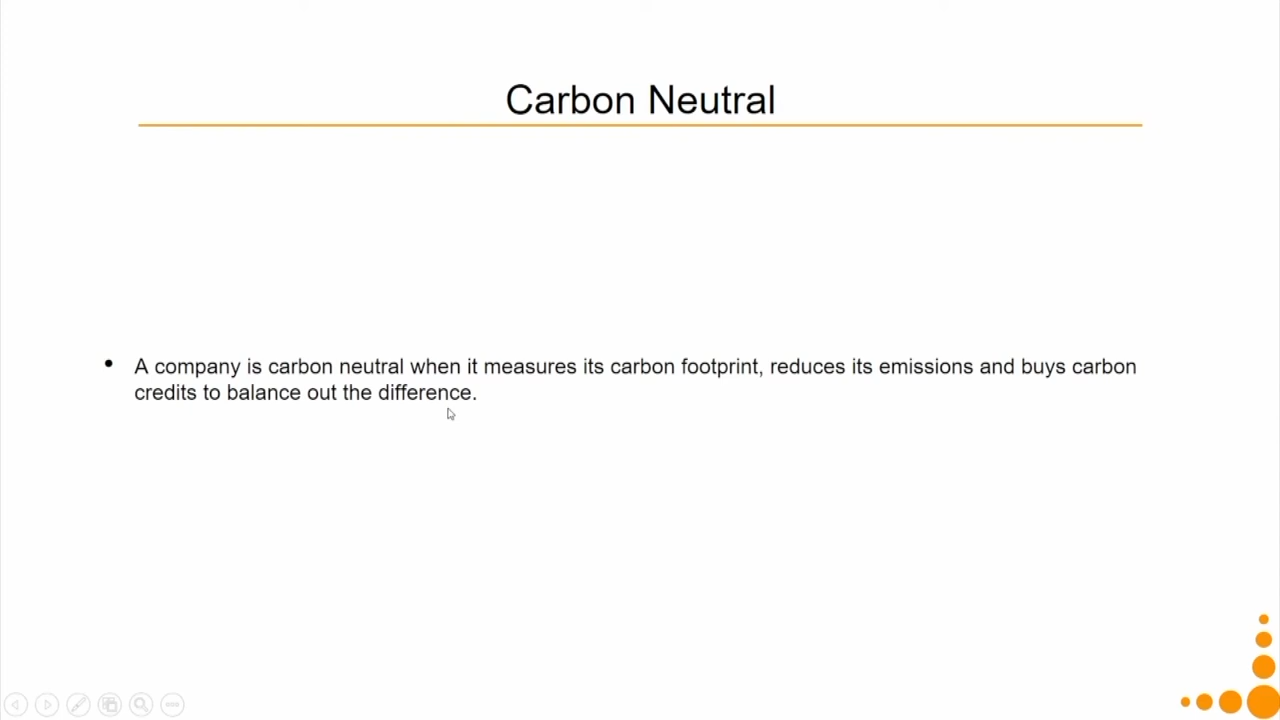 Carbon Neutral
• A company is carbon neutral when it measures its carbon footprint, reduces its emissions and buys carbon
credits to balance out the difference.